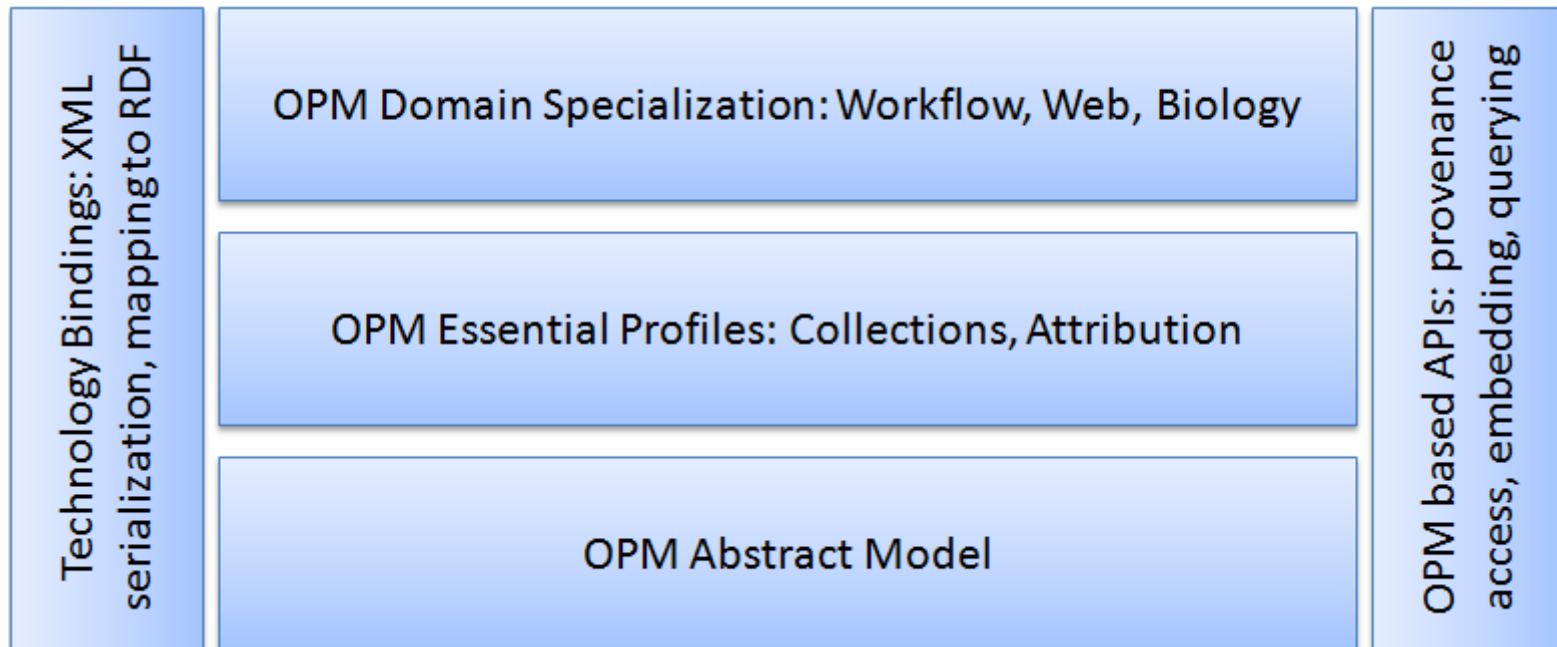 Technology Bindings: XML
serialization, mapping to RDF
OPM Domain Specialization: Workflow, Web, Biology
OPM Essential Profiles: Collections, Attribution
OPM Abstract Model
OPM based APIs: provenance
access, embedding, querying